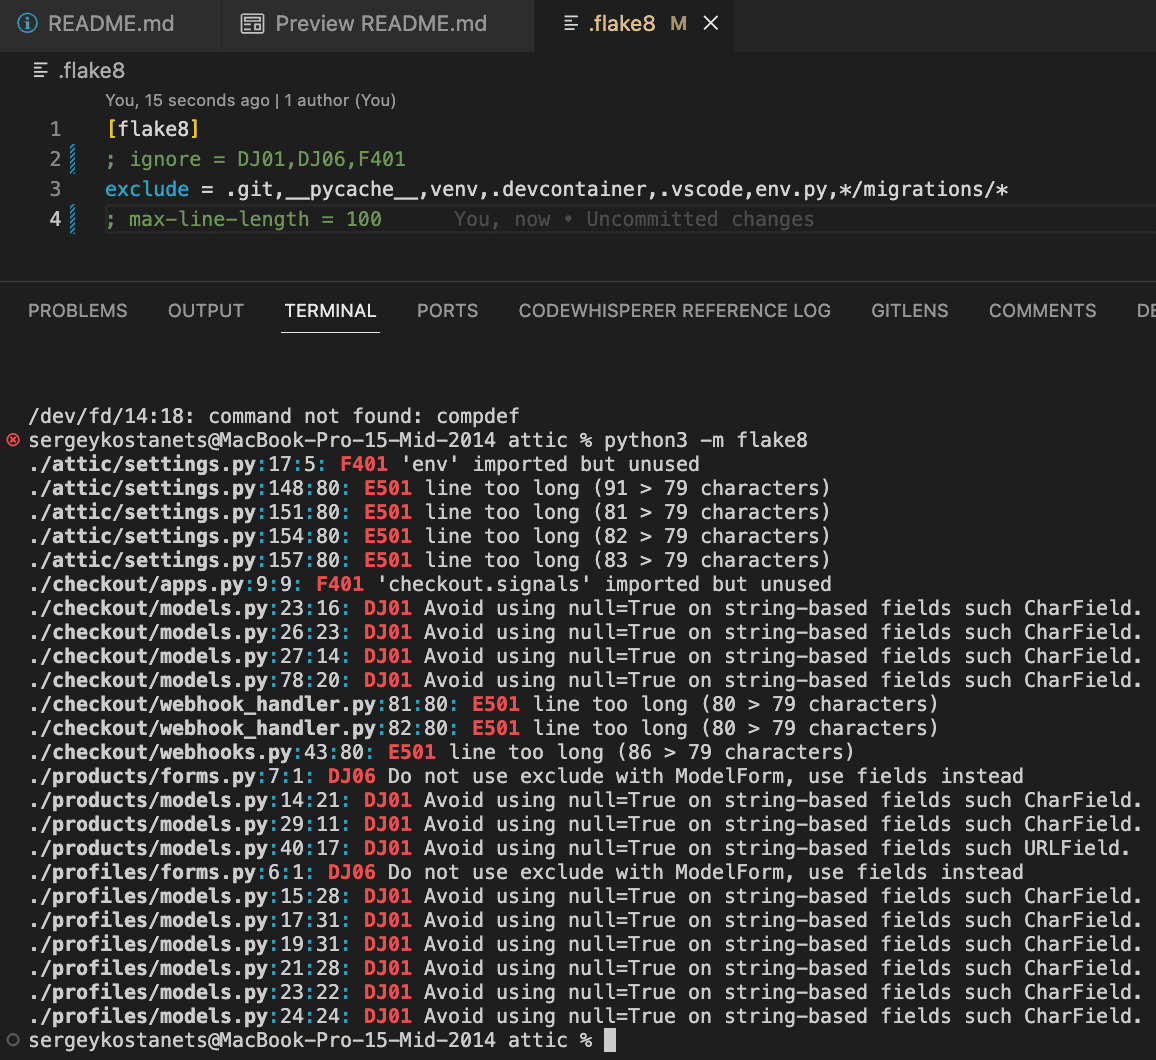 README.md Preview README.md .flake8 M
.flake8
You, 15 seconds ago | 1 author (You)
1 [flake8]
2 ; ignore = DJ01,DJ06,F401
3 exclude = .git,__pycache__,venv,.devcontainer,.vscode,env.py,*/migrations/*
4 ; max-line-length = 100 You, now • Uncommitted changes
PROBLEMS OUTPUT TERMINAL PORTS CODEWHISPERER REFERENCE LOG GITLENS COMMENTS DE
/dev/fd/14:18: command not found: compdef
sergeykostanets@MacBook-Pro-15-Mid-2014 attic % python3 -m flake8
./attic/settings.py:17:5: F401 'env' imported but unused
./attic/settings.py:148:80: E501 line too long (91 > 79 characters)
./attic/settings.py:151:80: E501 line too long (81 > 79 characters)
./attic/settings.py:154:80: E501 line too long (82 > 79 characters)
./attic/settings.py:157:80: E501 line too long (83 > 79 characters)
./checkout/apps.py:9:9: F401 'checkout.signals' imported but unused
./checkout/models.py:23:16: DJ01 Avoid using null=True on string-based fields such CharField.
./checkout/models.py:26:23: DJ01 Avoid using null=True on string-based fields such CharField.
./checkout/models.py:27:14: DJ01 Avoid using null=True on string-based fields such CharField.
./checkout/models.py:78:20: DJ01 Avoid using null=True on string-based fields such CharField.
./checkout/webhook_handler.py:81:80: E501 line too long (80 > 79 characters)
./checkout/webhook_handler.py:82:80: E501 line too long (80 > 79 characters)
./checkout/webhooks.py:43:80: E501 line too long (86 > 79 characters)
./products/forms.py:7:1: DJ06 Do not use exclude with ModelForm, use fields instead
./products/models.py:14:21: DJ01 Avoid using null=True on string-based fields such CharField.
./products/models.py:29:11: DJ01 Avoid using null=True on string-based fields such CharField.
./products/models.py:40:17: DJ01 Avoid using null=True on string-based fields such URLField.
./profiles/forms.py:6:1: DJ06 Do not use exclude with ModelForm, use fields instead
./profiles/models.py:15:28: DJ01 Avoid using null=True on string-based fields such CharField.
./profiles/models.py:17:31: DJ01 Avoid using null=True on string-based fields such CharField.
./profiles/models.py:19:31: DJ01 Avoid using null=True on string-based fields such CharField.
./profiles/models.py:21:28: DJ01 Avoid using null=True on string-based fields such CharField.
./profiles/models.py:23:22: DJ01 Avoid using null=True on string-based fields such CharField.
./profiles/models.py:24:24: DJ01 Avoid using null=True on string-based fields such CharField.
sergeykostanets@MacBook-Pro-15-Mid-2014 attic %